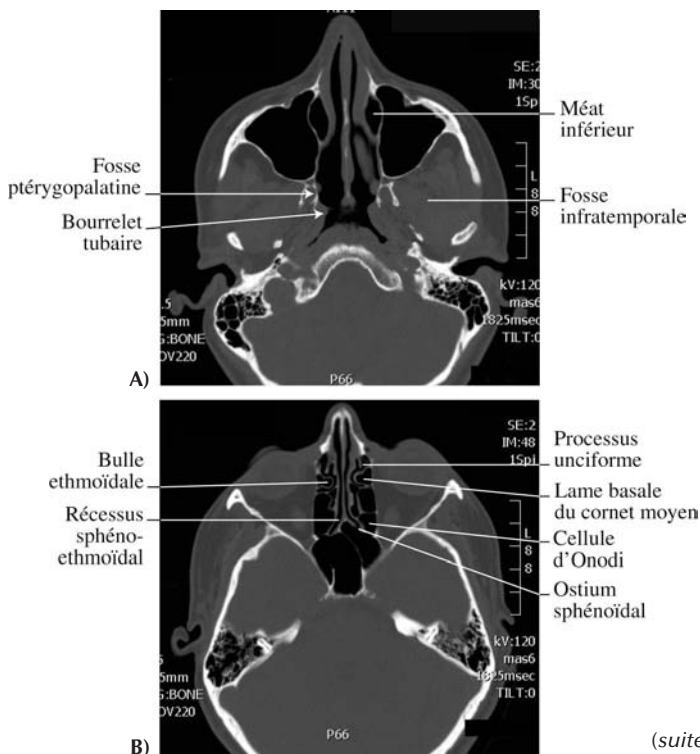 SE:2
IM:30
1Sp
Méat
inférieur
Fosse
ptérygopalatine
L
8
8
Fosse
infratemporale
Bourrelet
tubaire
kV:120
mas6
1825msec
TILT:0
.5
5mm
G:BONE
OV220
P66
A)
SE:2
IM:48
1Spi
Processus
unciforme
Bulle
ethmoïdale
Lame basale
du cornet moyen
Récessus
sphéno-
ethmoïdal
Cellule
d'Onodi
L
8
8
Ostium
sphénoïdal
kV:120
mas6
1825msec
TILT:0
5mm
G:BONE
OV220
P66
B)
(suite